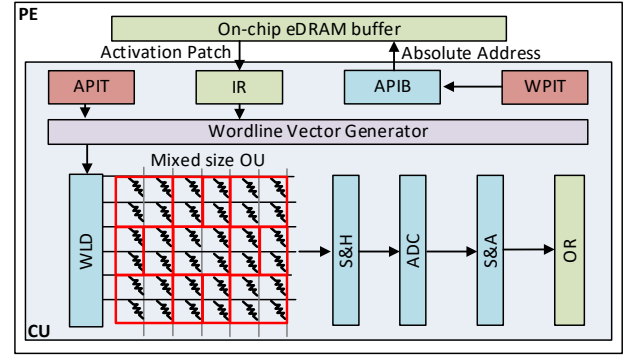 PE
On-chip eDRAM buffer
Activation Patch
Absolute Address
APIT
IR
APIB
WPIT
Wordline Vector Generator
Mixed size OU
WLD
S&H
ADC
S&A
OR
CU